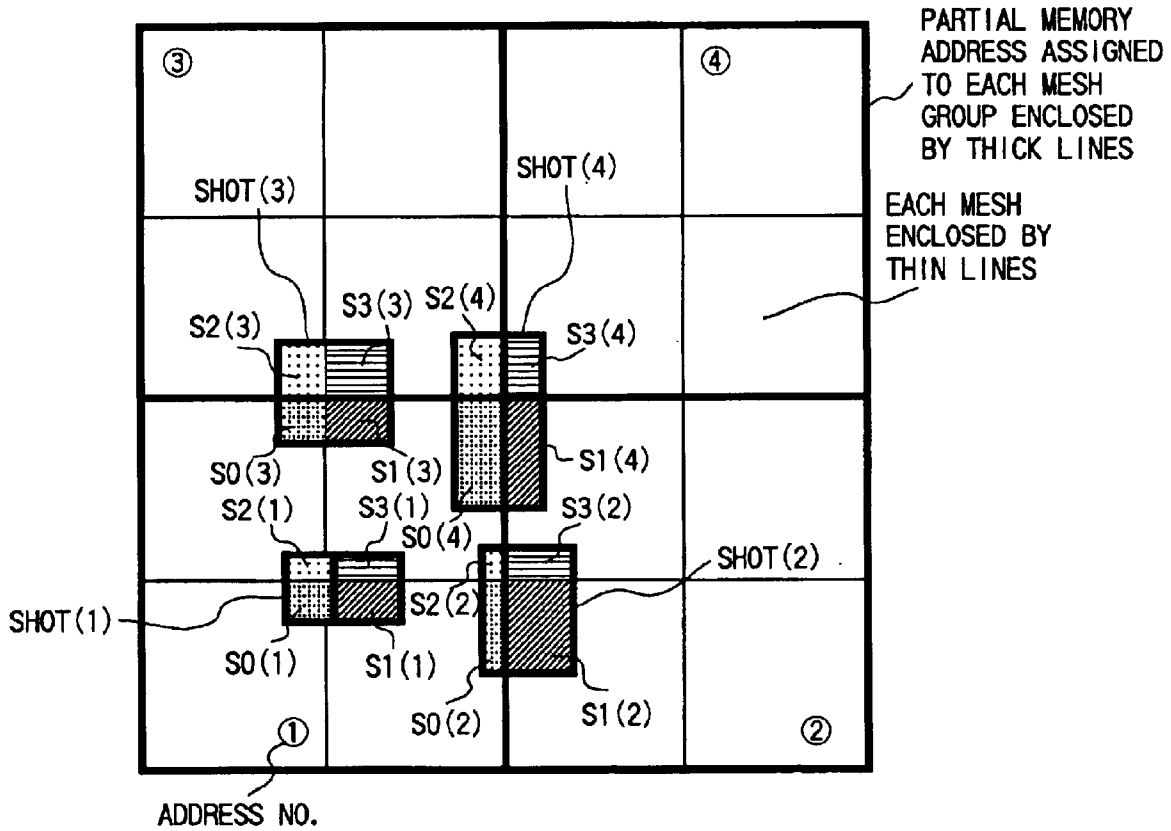 PARTIAL MEMORY
ADDRESS ASSIGNED
TO EACH MESH
GROUP ENCLOSED
BY THICK LINES
③
④
SHOT(4)
SHOT(3)
EACH MESH
ENCLOSED BY
THIN LINES
S3(3)
S2(4)
S2(3)
S3(4)
S0(3)
S1(3)
S1(4)
S2(1)
S3(1)
S0(4)
S3(2)
SHOT(2)
S2(2)
SHOT(1)
S0(1)
S1(1)
S0(2)
S1(2)
①
②
ADDRESS NO.